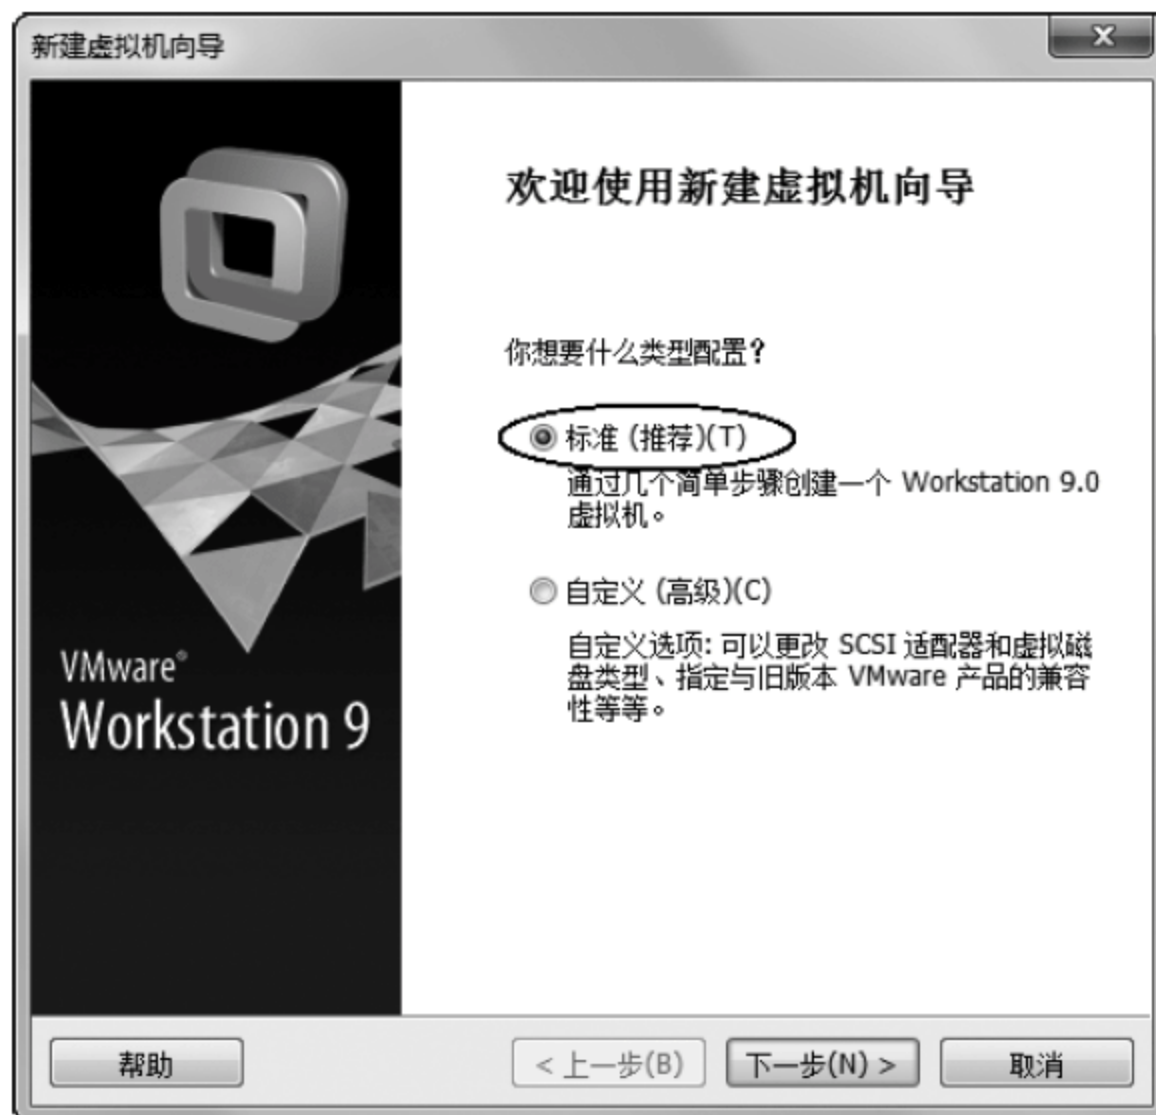 新建虚拟机向导
欢迎使用新建虚拟机向导
你想要什么类型配置?
标准 (推荐)(T)
通过几个简单步骤创建一个 Workstation 9.0
虚拟机。
自定义 (高级)(C)
自定义选项: 可以更改 SCSI 适配器和虚拟磁
盘类型、指定与旧版本 VMware 产品的兼容
性等等。
VMware®
Workstation 9
帮助
< 上一步(B)
下一步(N) >
取消